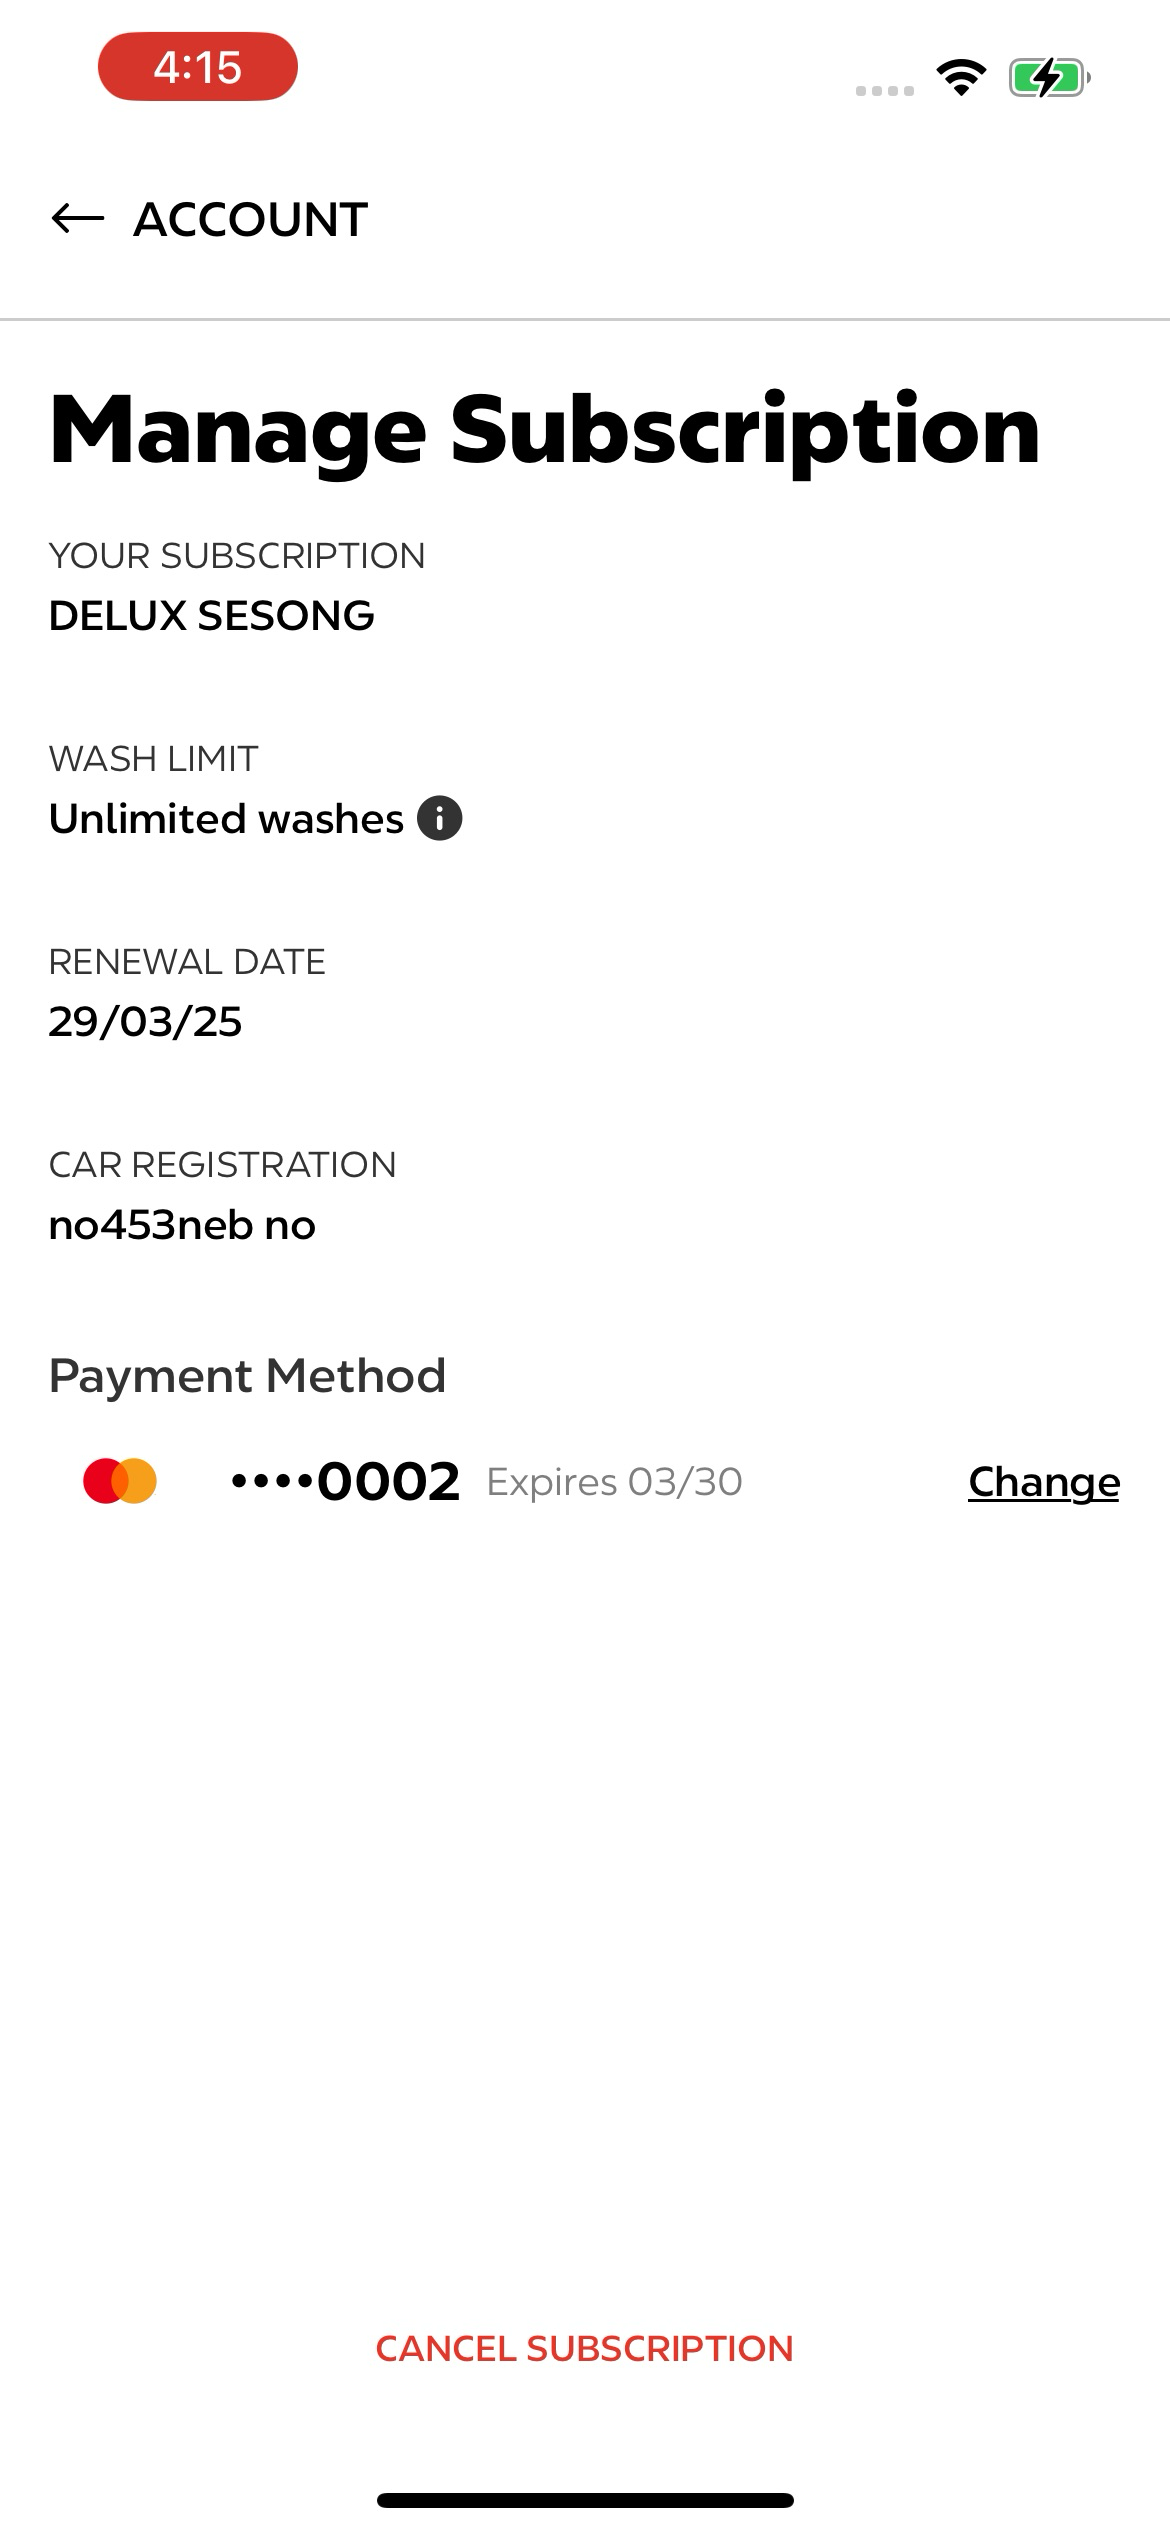 4:15
ACCOUNT
Manage Subscription
YOUR SUBSCRIPTION
DELUX SESONG
WASH LIMIT
Unlimited washes
RENEWAL DATE
29/03/25
CAR REGISTRATION
no453neb no
Payment Method
••••0002 Expires 03/30 Change
CANCEL SUBSCRIPTION